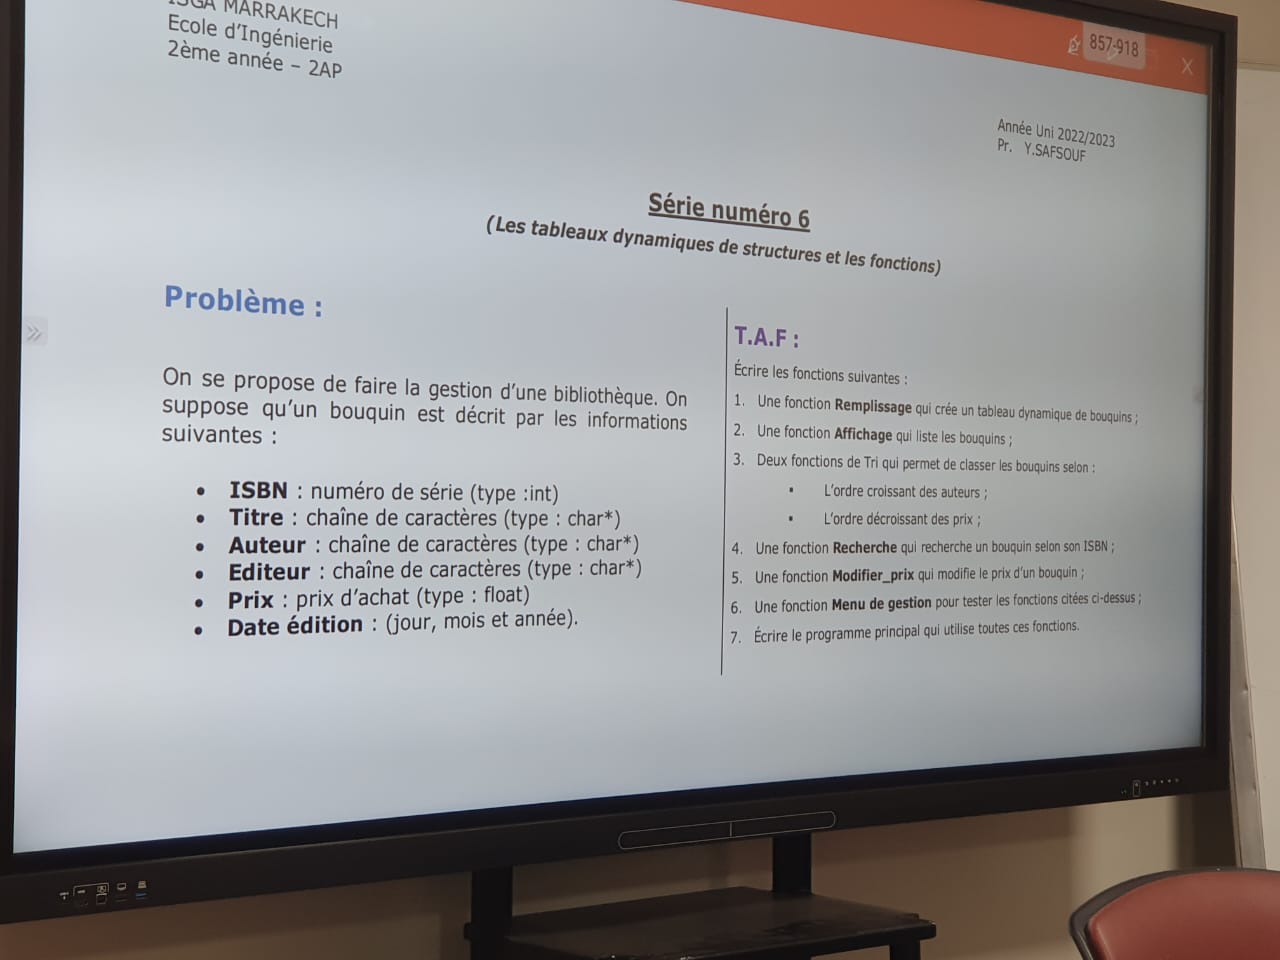 ISGA MARRAKECH
Ecole d'Ingénierie
2ème année – 2AP
857-918
X
Année Uni 2022/2023
Pr. Y.SAFSOUF
Série numéro 6
(Les tableaux dynamiques de structures et les fonctions)
Problème :
On se propose de faire la gestion d'une bibliothèque. On
suppose qu'un bouquin est décrit par les informations
suivantes :
• ISBN : numéro de série (type :int)
• Titre : chaîne de caractères (type : char*)
• Auteur : chaîne de caractères (type : char*)
• Editeur : chaîne de caractères (type : char*)
• Prix : prix d'achat (type : float)
• Date édition : (jour, mois et année).
T.A.F :
Écrire les fonctions suivantes :
1. Une fonction Remplissage qui crée un tableau dynamique de bouquins ;
2. Une fonction Affichage qui liste les bouquins ;
3. Deux fonctions de Tri qui permet de classer les bouquins selon :
▪ L'ordre croissant des auteurs ;
▪ L'ordre décroissant des prix ;
4. Une fonction Recherche qui recherche un bouquin selon son ISBN ;
5. Une fonction Modifier_prix qui modifie le prix d'un bouquin ;
6. Une fonction Menu de gestion pour tester les fonctions citées ci-dessus ;
7. Écrire le programme principal qui utilise toutes ces fonctions.